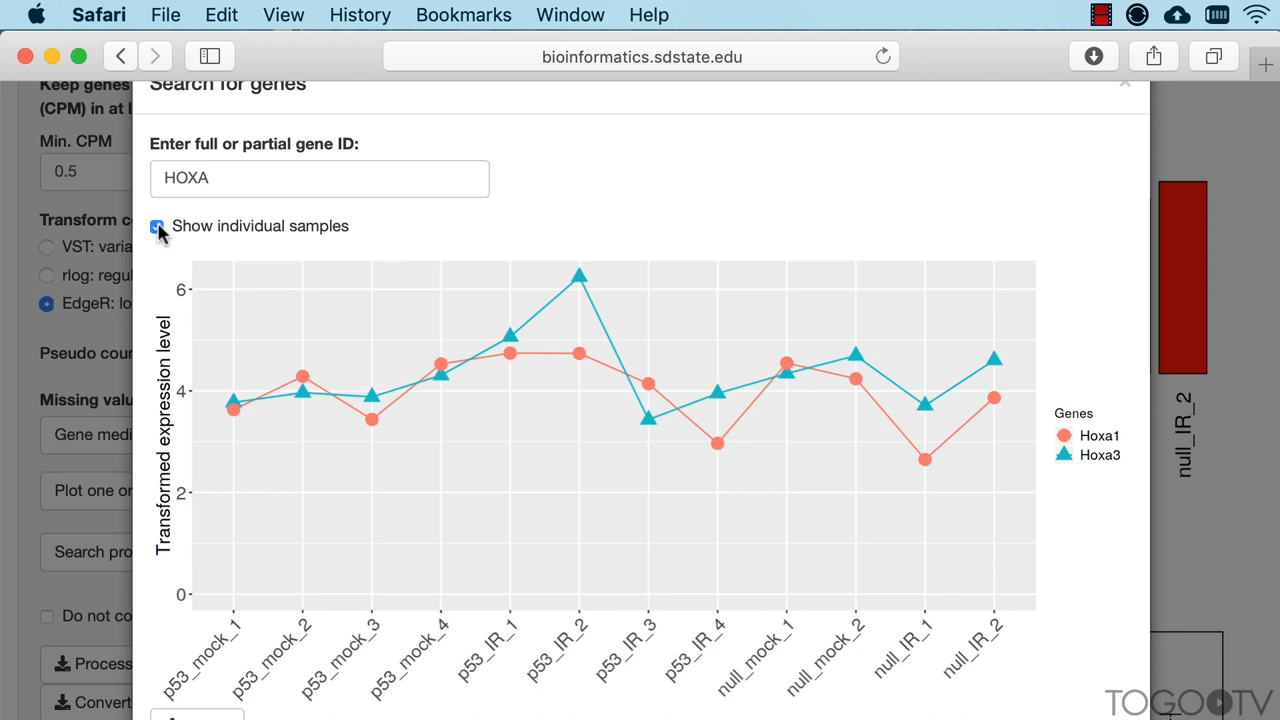 Safari File Edit View History Bookmarks Window Help
bioinformatics.sdstate.edu
Keep genes
(CPM) in at l
Min. CPM
0.5
Transform c
VST: varia
rlog: regul
EdgeR: lo
Pseudo cour
Missing valu
Gene medi
Plot one or
Search pro
Do not co
Process
Convert
Search for genes
×
Enter full or partial gene ID:
HOXA
Show individual samples
Transformed expression level
6
4
2
0
p53_mock_1
p53_mock_2
p53_mock_3
p53_mock_4
p53_IR_1
p53_IR_2
p53_IR_3
p53_IR_4
null_mock_1
null_mock_2
null_IR_1
null_IR_2
Genes
Hoxa1
Hoxa3
null_IR_2
TOGOTV